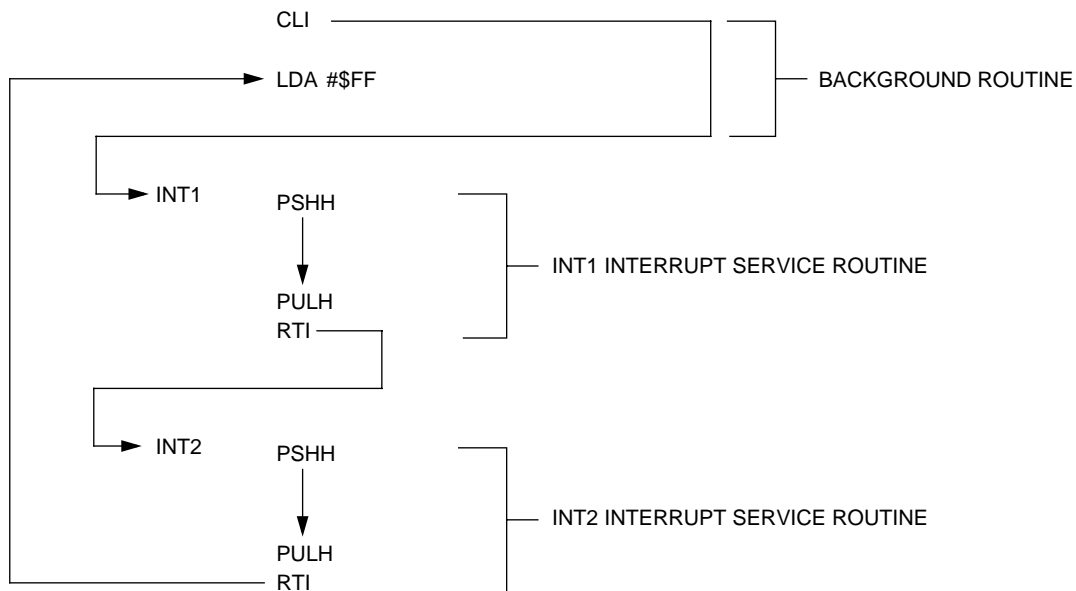 CLI
LDA #$FF
BACKGROUND ROUTINE
INT1
PSHH
INT1 INTERRUPT SERVICE ROUTINE
PULH
RTI
INT2
PSHH
INT2 INTERRUPT SERVICE ROUTINE
PULH
RTI